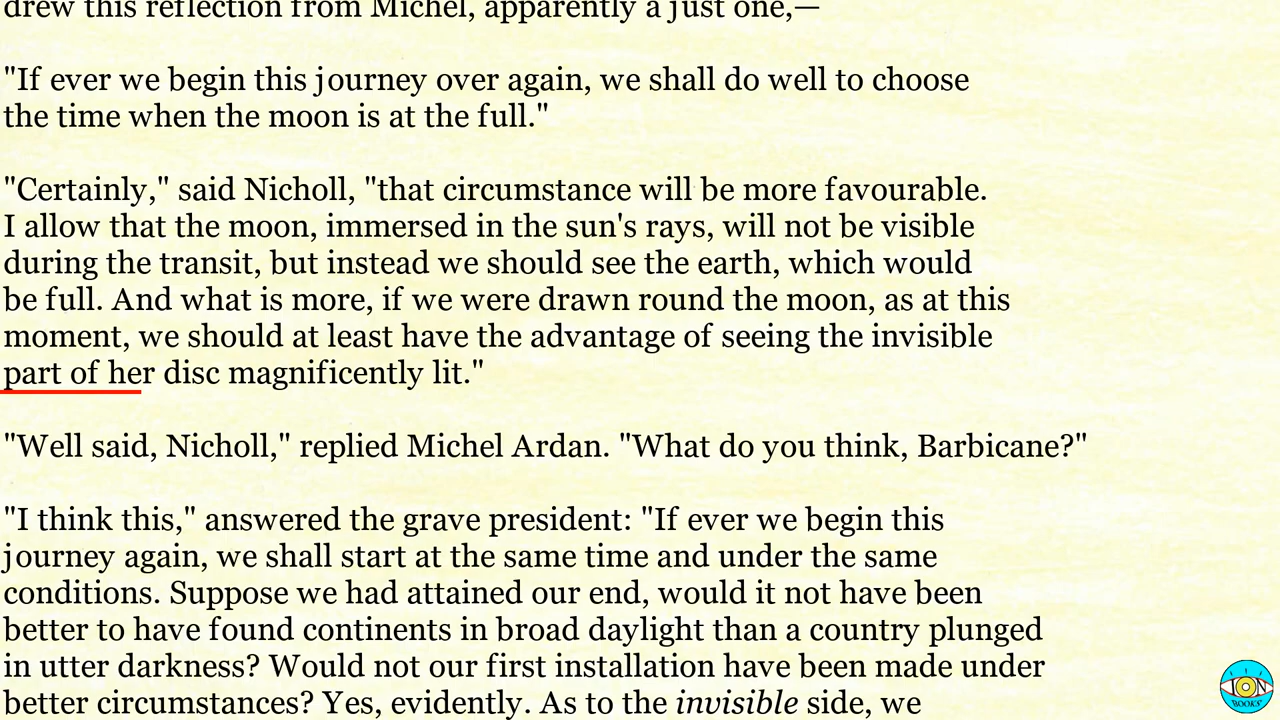 drew this reflection from Michel, apparently a just one,—
"If ever we begin this journey over again, we shall do well to choose
the time when the moon is at the full."
"Certainly," said Nicholl, "that circumstance will be more favourable.
I allow that the moon, immersed in the sun's rays, will not be visible
during the transit, but instead we should see the earth, which would
be full. And what is more, if we were drawn round the moon, as at this
moment, we should at least have the advantage of seeing the invisible
part of her disc magnificently lit."
"Well said, Nicholl," replied Michel Ardan. "What do you think, Barbicane?"
"I think this," answered the grave president: "If ever we begin this
journey again, we shall start at the same time and under the same
conditions. Suppose we had attained our end, would it not have been
better to have found continents in broad daylight than a country plunged
in utter darkness? Would not our first installation have been made under
better circumstances? Yes, evidently. As to the invisible side, we
ION
BOOKS